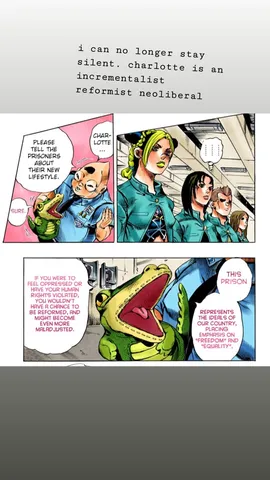 i can no longer stay
silent. charlotte is an
incrementalist
reformist neoliberal
CHAR-
LOTTE
...
PLEASE
TELL THE
PRISONERS
ABOUT
THEIR NEW
LIFESTYLE.
SURE.
......
THIS
PRISON
REPRESENTS
THE IDEALS OF
OUR COUNTRY,
PLACING
EMPHASIS ON
"FREEDOM" AND
"EQUALITY".
IF YOU WERE TO
FEEL OPPRESSED OR
HAVE YOUR HUMAN
RIGHTS VIOLATED,
YOU WOULDN'T
HAVE A CHANCE
TO BE REFORMED, AND
MIGHT BECOME
EVEN MORE
MALADJUSTED.